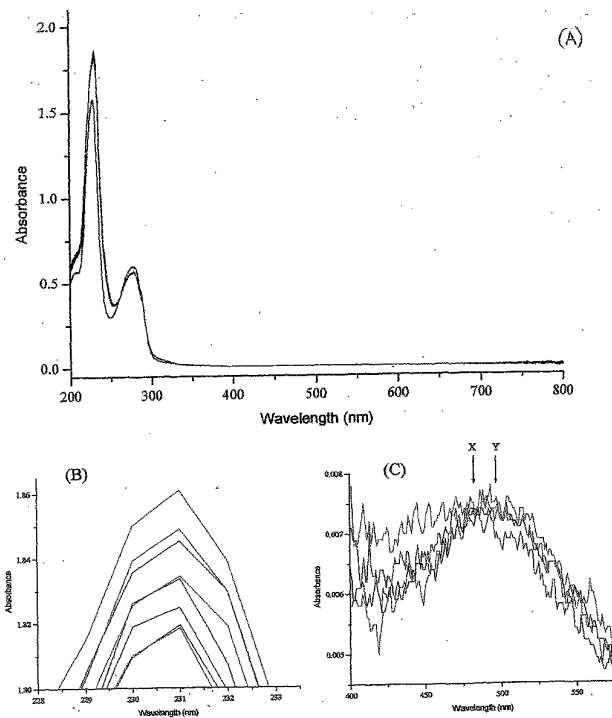 (A)
2.0
1.5
1.0
0.5
0.0
Absorbance
200 300 400 500 600 700 800
Wavelength (nm)
(B)
1.86
1.84
1.82
1.80
Absorbance
238 229 230 231 232 233
Wavelength (nm)
X Y
(C)
0.008
0.007
0.006
0.005
Absorbance
400 450 500 550
Wavelength (nm)